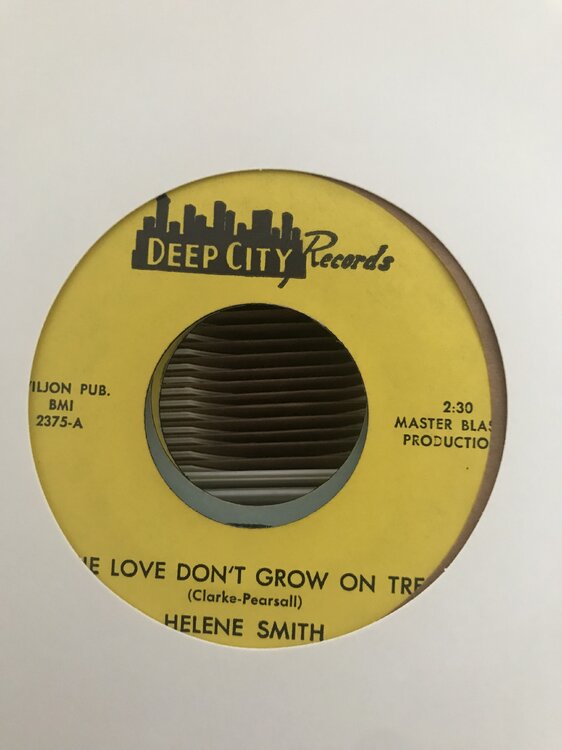 DEEP CITY Records
ILJON PUB.
BMI
2375-A
2:30
MASTER BLAS
PRODUCTIO
E LOVE DON'T GROW ON TRE
(Clarke-Pearsall)
HELENE SMITH